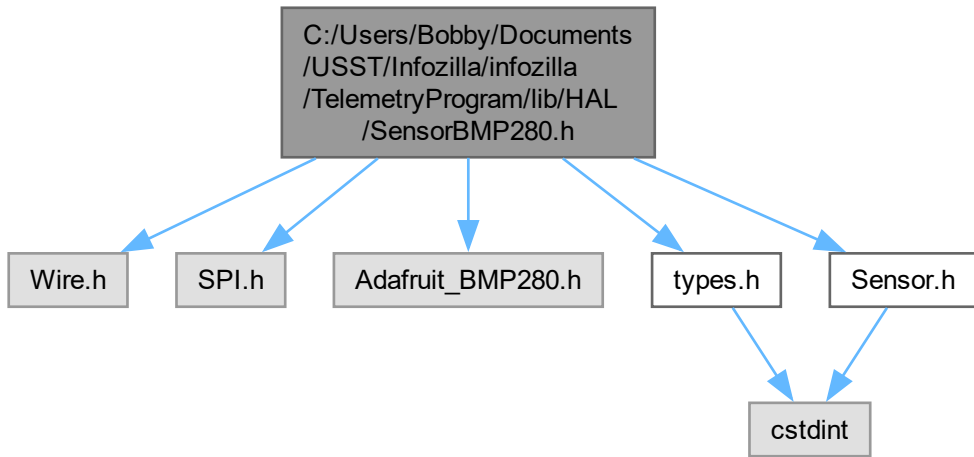 C:/Users/Bobby/Documents
/USST/Infozilla/infozilla
/TelemetryProgram/lib/HAL
/SensorBMP280.h
Wire.h
SPI.h
Adafruit_BMP280.h
types.h
Sensor.h
cstdint